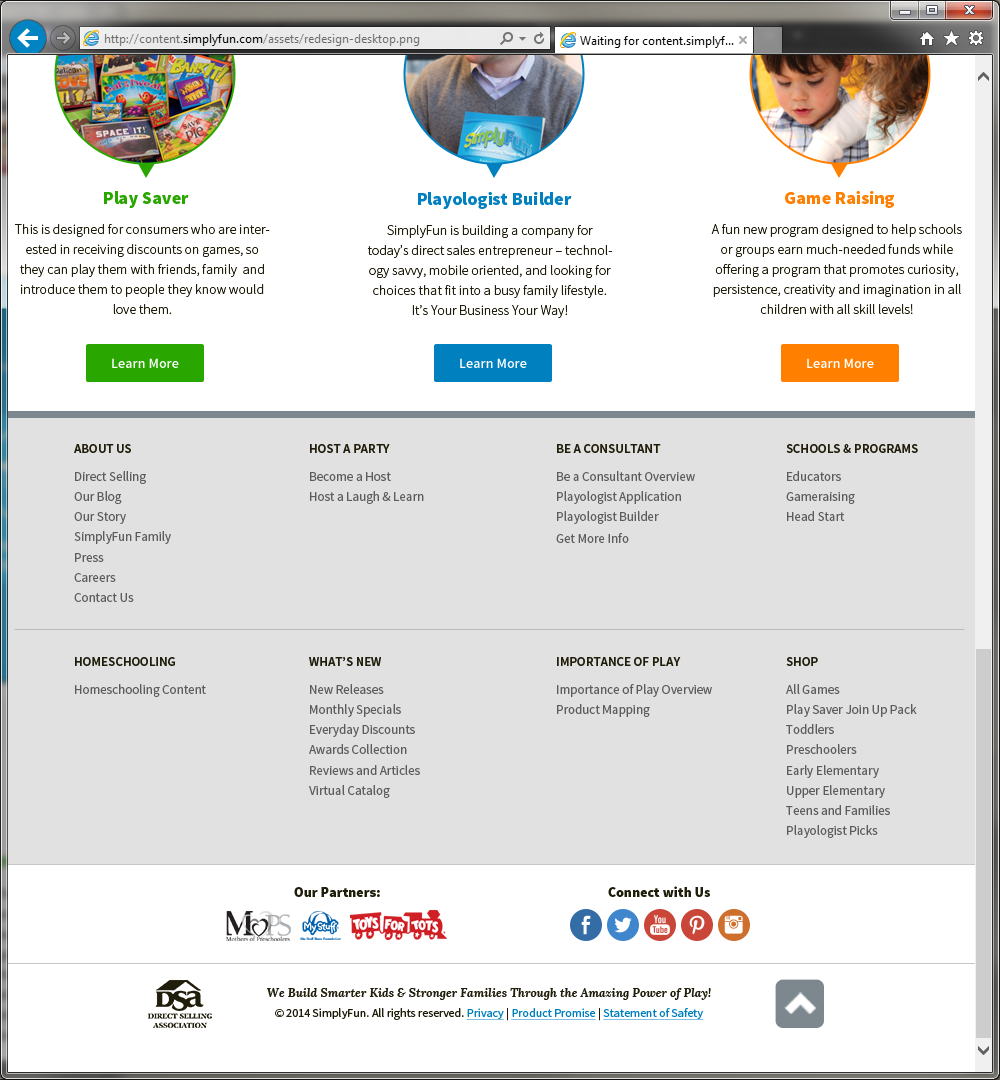 http://content.simplyfun.com/assets/redesign-desktop.png
Waiting for content.simplyf...
SPACE IT!
SAVE PIE
SimplyFun
Play Saver
This is designed for consumers who are inter-
ested in receiving discounts on games, so
they can play them with friends, family and
introduce them to people they know would
love them.
Learn More
Playologist Builder
SimplyFun is building a company for
today's direct sales entrepreneur – technol-
ogy savvy, mobile oriented, and looking for
choices that fit into a busy family lifestyle.
It's Your Business Your Way!
Learn More
Game Raising
A fun new program designed to help schools
or groups earn much-needed funds while
offering a program that promotes curiosity,
persistence, creativity and imagination in all
children with all skill levels!
Learn More
ABOUT US
Direct Selling
Our Blog
Our Story
SimplyFun Family
Press
Careers
Contact Us
HOST A PARTY
Become a Host
Host a Laugh & Learn
BE A CONSULTANT
Be a Consultant Overview
Playologist Application
Playologist Builder
Get More Info
SCHOOLS & PROGRAMS
Educators
Gameraising
Head Start
HOMESCHOOLING
Homeschooling Content
WHAT'S NEW
New Releases
Monthly Specials
Everyday Discounts
Awards Collection
Reviews and Articles
Virtual Catalog
IMPORTANCE OF PLAY
Importance of Play Overview
Product Mapping
SHOP
All Games
Play Saver Join Up Pack
Toddlers
Preschoolers
Early Elementary
Upper Elementary
Teens and Families
Playologist Picks
Our Partners:
MOPS
Mothers of Preschoolers
My Stuff
TOYS FOR TOTS
Connect with Us
You Tube
DSA
DIRECT SELLING
ASSOCIATION
We Build Smarter Kids & Stronger Families Through the Amazing Power of Play!
© 2014 SimplyFun. All rights reserved. Privacy | Product Promise | Statement of Safety